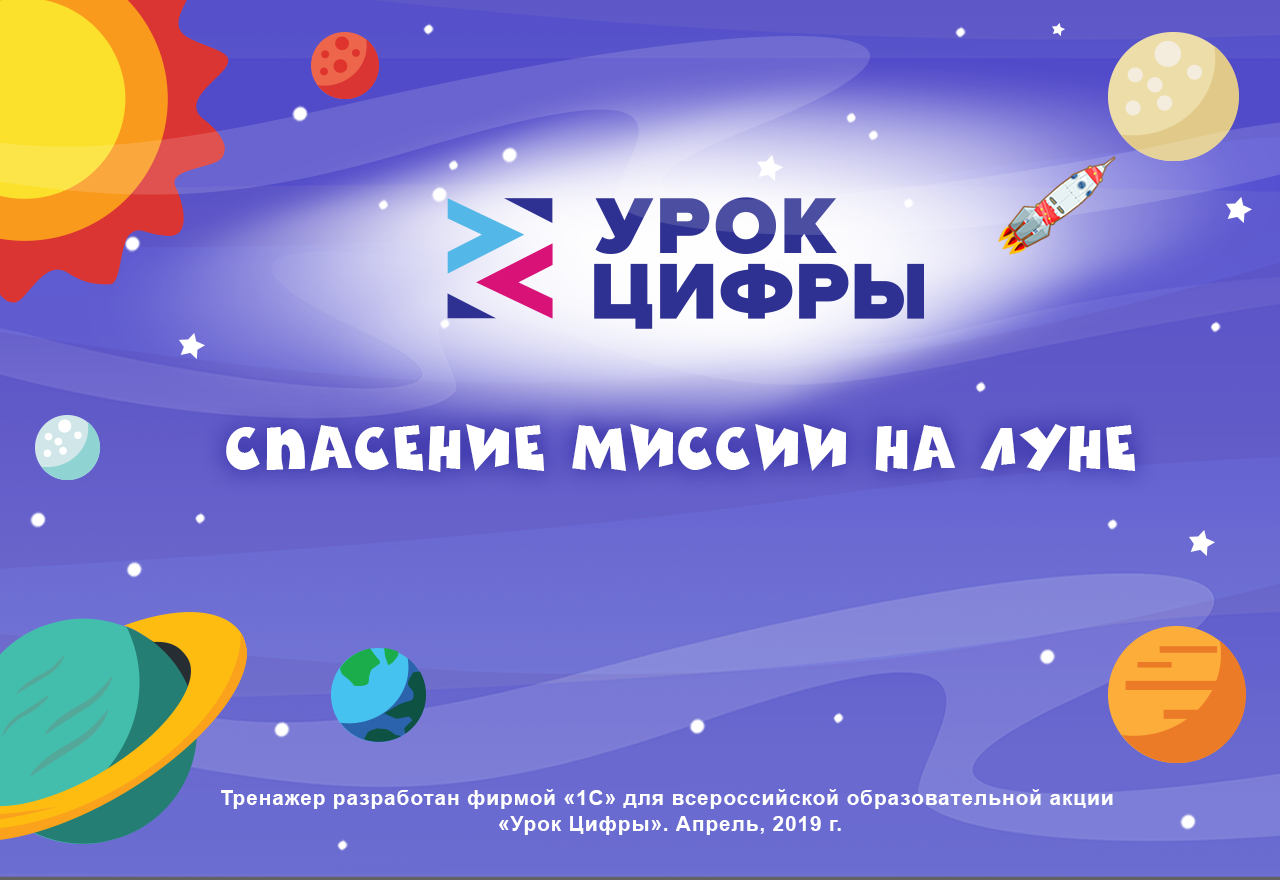 УРОК
ЦИФРЫ
СПАСЕНИЕ МИССИИ НА ЛУНЕ
Тренажер разработан фирмой «1С» для всероссийской образовательной акции
«Урок Цифры». Апрель, 2019 г.